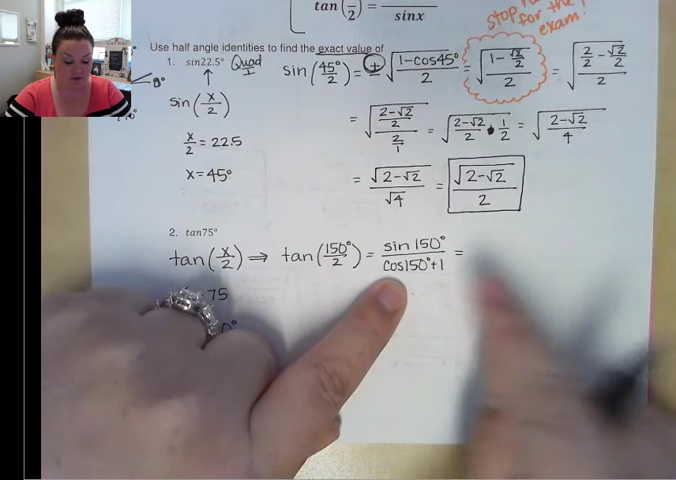 tan(—/2) = —/sinx
stop
for the
exam!
Use half angle identities to find the exact value of
1. sin22.5° Quad I
sin(45°/2) = + √((1-cos45°)/2) = √((1-√2/2)/2) = √((2/2-√2/2)/2)
sin(x/2)
x/2 = 22.5
x=45°
= √(((2-√2)/2)/(2/1)) = √((2-√2)/2 • 1/2) = √((2-√2)/4)
= √(2-√2)/√4 = √(2-√2)/2
2. tan75°
tan(x/2) ⇒ tan(150°/2) = sin150°/(cos150°+1) =
75
0°